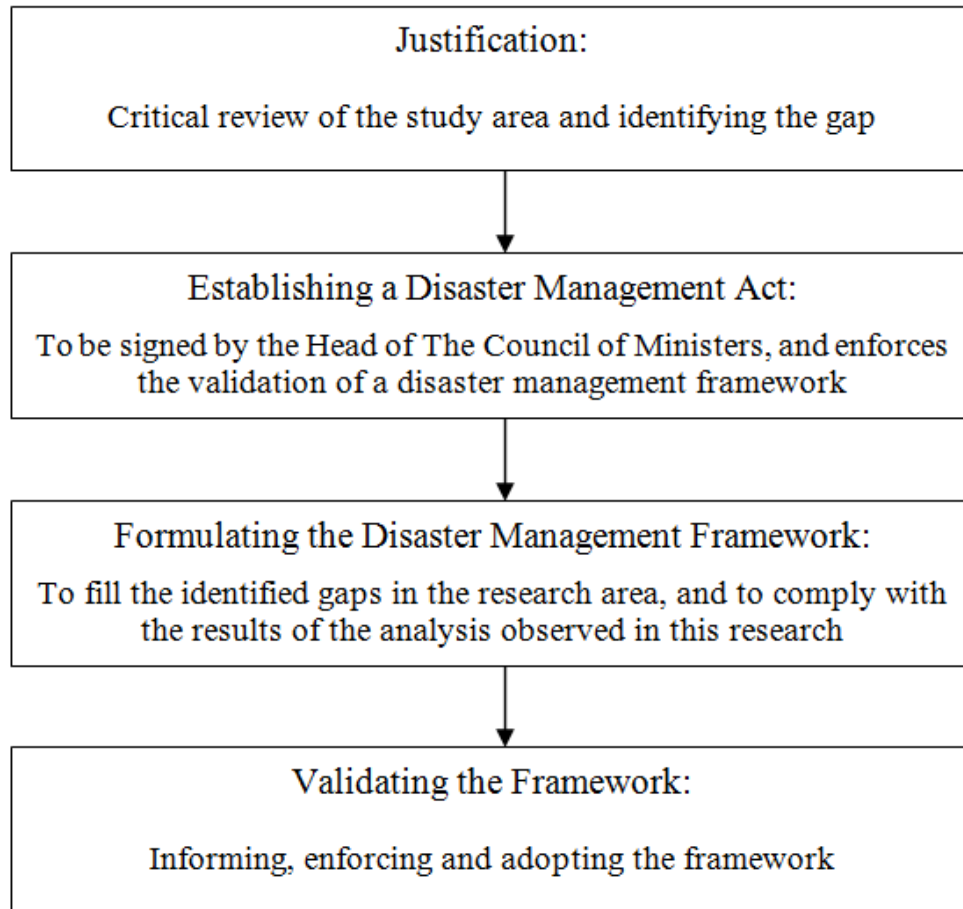 Justification:
Critical review of the study area and identifying the gap
Establishing a Disaster Management Act:
To be signed by the Head of The Council of Ministers, and enforces
the validation of a disaster management framework
Formulating the Disaster Management Framework:
To fill the identified gaps in the research area, and to comply with
the results of the analysis observed in this research
Validating the Framework:
Informing, enforcing and adopting the framework